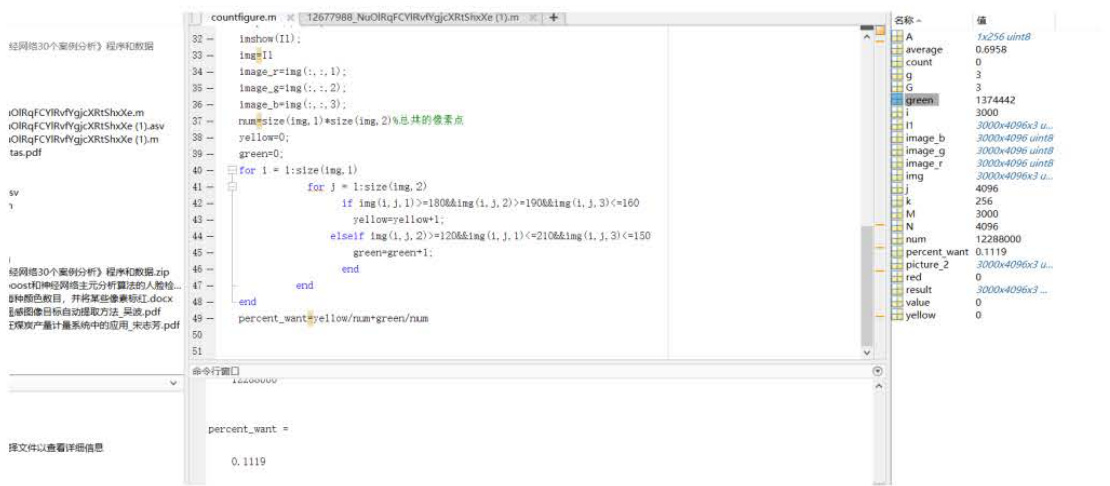 经网络30个案例分析》程序和数据
uOlRqFCYlRvfYgjcXRtShxXe.m
IOlRqFCYlRvfYgjcXRtShxXe (1).asv
IOlRqFCYlRvfYgjcXRtShxXe (1).m
tas.pdf
sv
经网络30个案例分析》程序和数据.zip
oost和神经网络主元分析算法的人脸检...
种颜色数目,并将某些像素标红.docx
感图像目标自动提取方法_吴波.pdf
煤炭产量计量系统中的应用_宋志芳.pdf
择文件以查看详细信息
countfigure.m × 12677988_NuOlRqFCYlRvfYgjcXRtShxXe (1).m × +
32 — imshow(I1);
33 — img=I1
34 — image_r=img(:,:,1);
35 — image_g=img(:,:,2);
36 — image_b=img(:,:,3);
37 — num=size(img,1)*size(img,2)%总共的像素点
38 — yellow=0;
39 — green=0;
40 — for i = 1:size(img,1)
41 — for j = 1:size(img,2)
42 — if img(i,j,1)>=180&&img(i,j,2)>=190&&img(i,j,3)<=160
43 — yellow=yellow+1;
44 — elseif img(i,j,2)>=120&&img(i,j,1)<=210&&img(i,j,3)<=150
45 — green=green+1;
46 — end
47 — end
48 — end
49 — percent_want=yellow/num+green/num
50
51
命令行窗口
12288000
percent_want =
0.1119
名称 值
A 1x256 uint8
average 0.6958
count 0
g 3
G 3
green 1374442
i 3000
I1 3000x4096x3 u...
image_b 3000x4096 uint8
image_g 3000x4096 uint8
image_r 3000x4096 uint8
img 3000x4096x3 u...
j 4096
k 256
M 3000
N 4096
num 12288000
percent_want 0.1119
picture_2 3000x4096x3 u...
red 0
result 3000x4096x3 ...
value 0
yellow 0